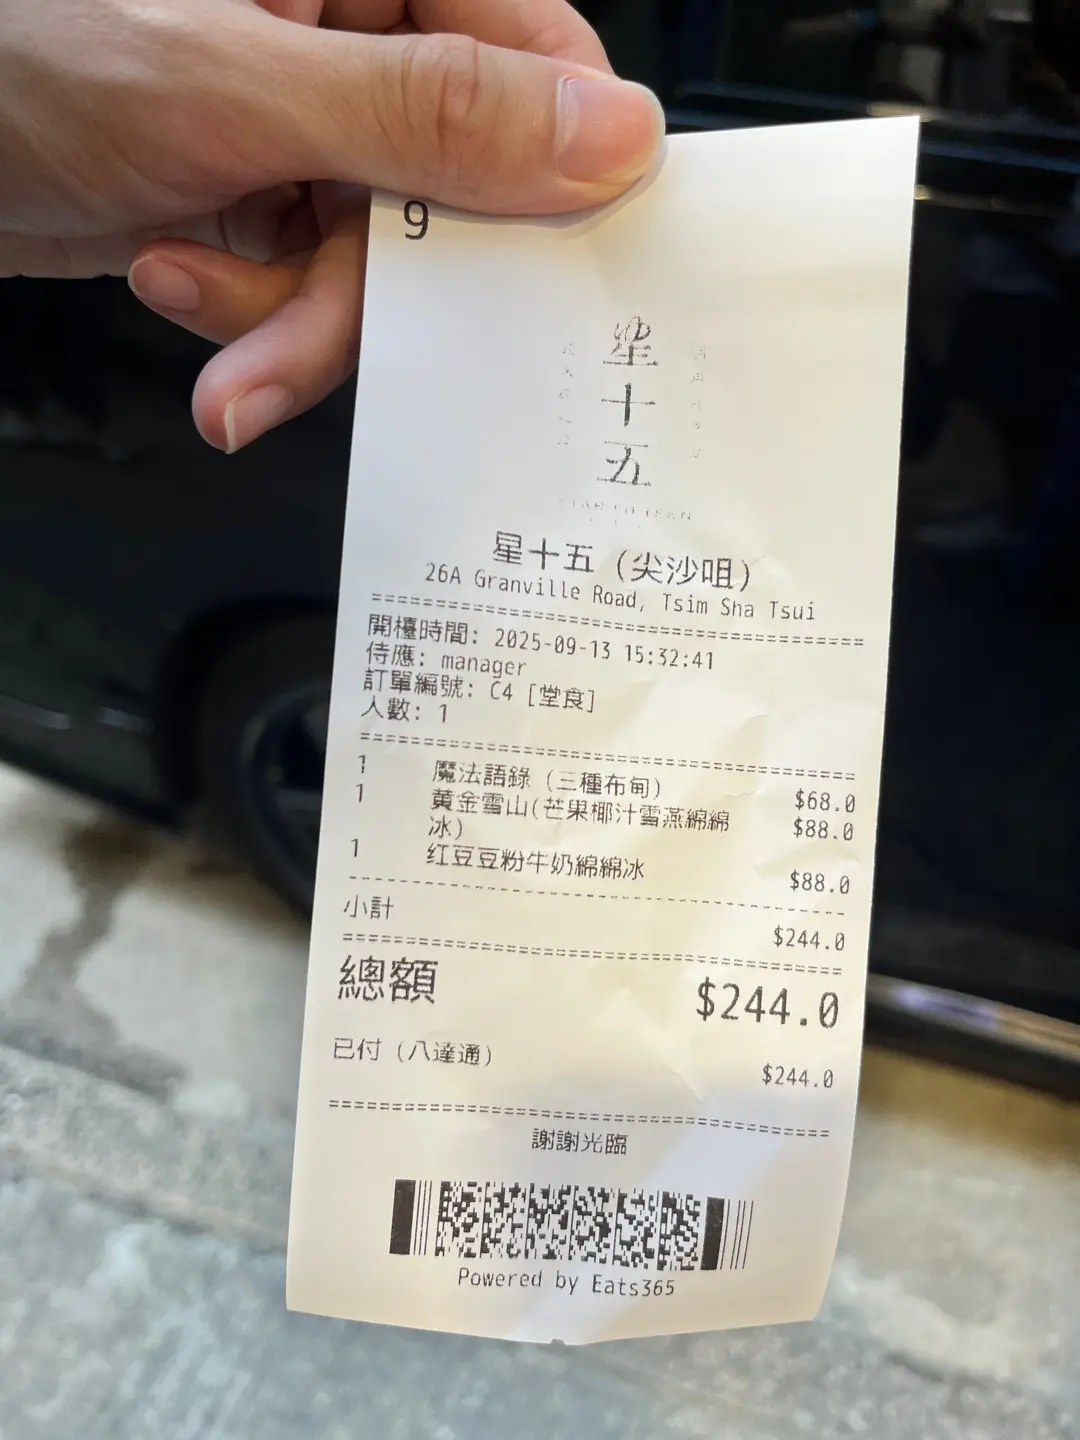 9
星十五
STAR FIFTEEN
星十五 (尖沙咀)
26A Granville Road, Tsim Sha Tsui
開檯時間: 2025-09-13 15:32:41
侍應: manager
訂單編號: C4 [堂食]
人數: 1
1 魔法語錄 (三種布甸) $68.0
1 黃金雪山(芒果椰汁雪燕綿綿 $88.0
冰)
1 红豆豆粉牛奶綿綿冰 $88.0
小計 $244.0
總額 $244.0
已付 (八達通) $244.0
謝謝光臨
Powered by Eats365